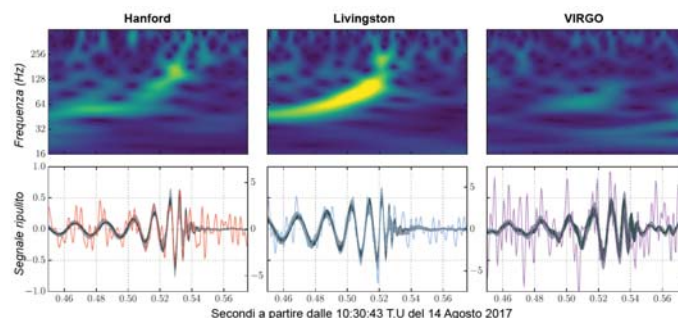 Hanford
Livingston
VIRGO
Frequenza (Hz)
256
128
64
32
16
Segnale ripulito
1.0
0.5
0.0
−0.5
−1.0
5
0
−5
5
0
−5
0.46 0.48 0.50 0.52 0.54 0.56
0.46 0.48 0.50 0.52 0.54 0.56
0.46 0.48 0.50 0.52 0.54 0.56
Secondi a partire dalle 10:30:43 T.U del 14 Agosto 2017